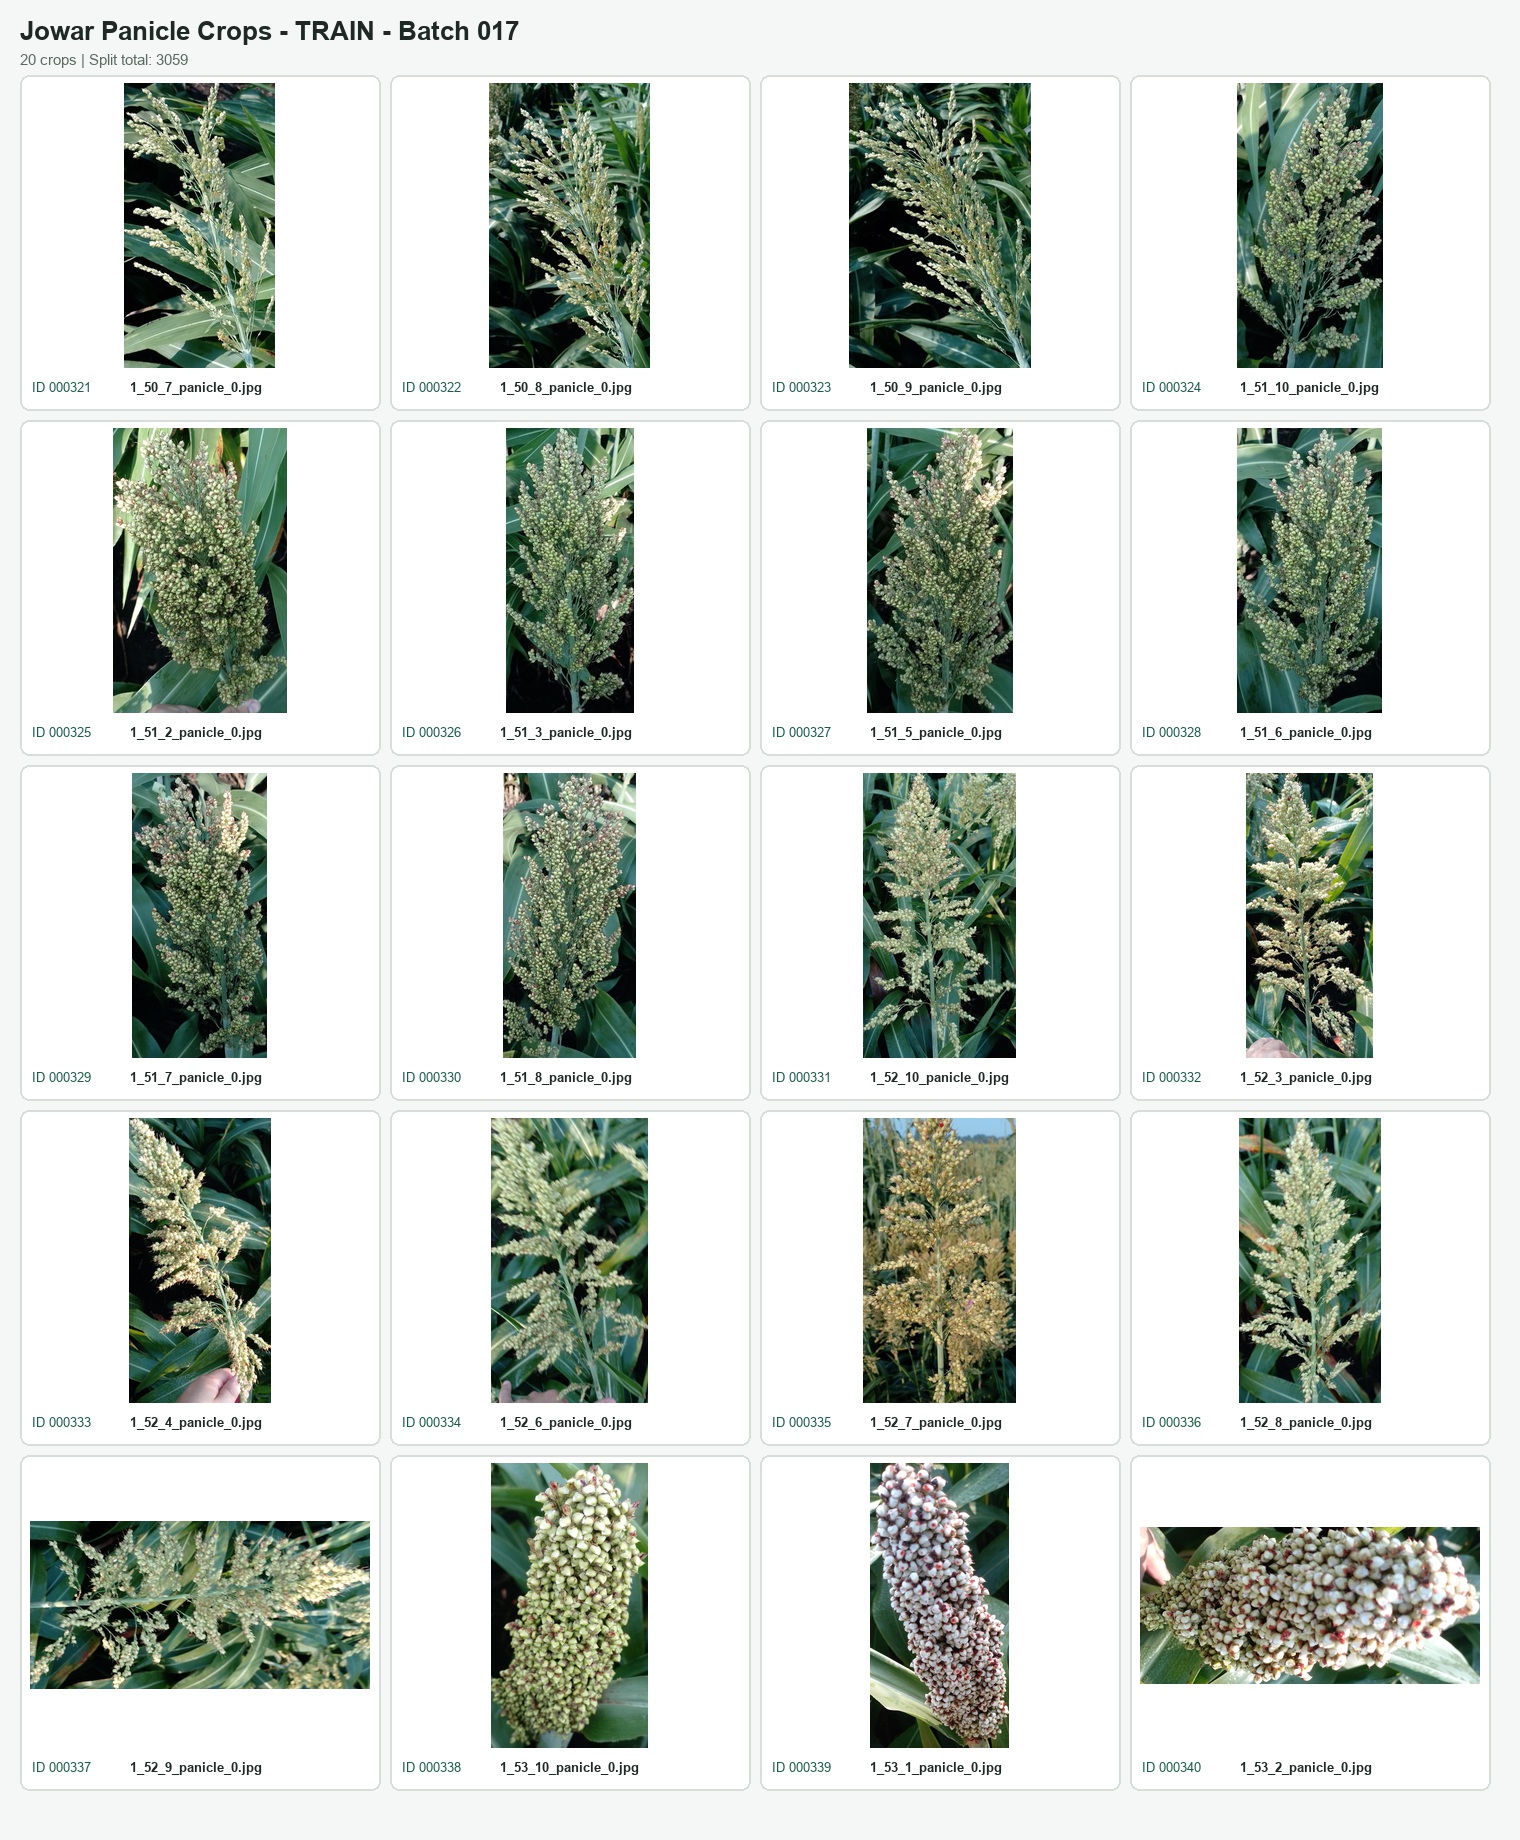 Jowar Panicle Crops - TRAIN - Batch 017
20 crops | Split total: 3059
ID 000321 1_50_7_panicle_0.jpg
ID 000322 1_50_8_panicle_0.jpg
ID 000323 1_50_9_panicle_0.jpg
ID 000324 1_51_10_panicle_0.jpg
ID 000325 1_51_2_panicle_0.jpg
ID 000326 1_51_3_panicle_0.jpg
ID 000327 1_51_5_panicle_0.jpg
ID 000328 1_51_6_panicle_0.jpg
ID 000329 1_51_7_panicle_0.jpg
ID 000330 1_51_8_panicle_0.jpg
ID 000331 1_52_10_panicle_0.jpg
ID 000332 1_52_3_panicle_0.jpg
ID 000333 1_52_4_panicle_0.jpg
ID 000334 1_52_6_panicle_0.jpg
ID 000335 1_52_7_panicle_0.jpg
ID 000336 1_52_8_panicle_0.jpg
ID 000337 1_52_9_panicle_0.jpg
ID 000338 1_53_10_panicle_0.jpg
ID 000339 1_53_1_panicle_0.jpg
ID 000340 1_53_2_panicle_0.jpg